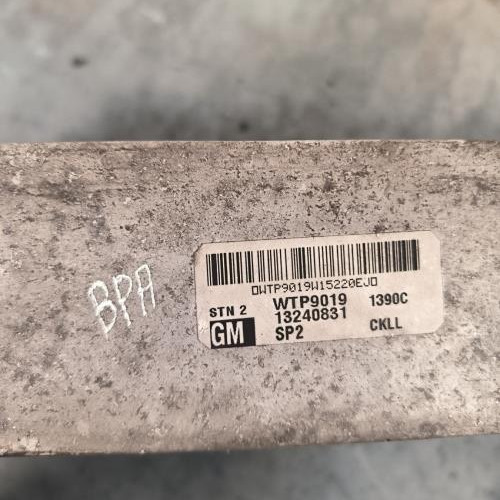 BPA
0WTP9019W15220EJ0
STN 2 WTP9019 1390C
GM 13240831
SP2 CKLL